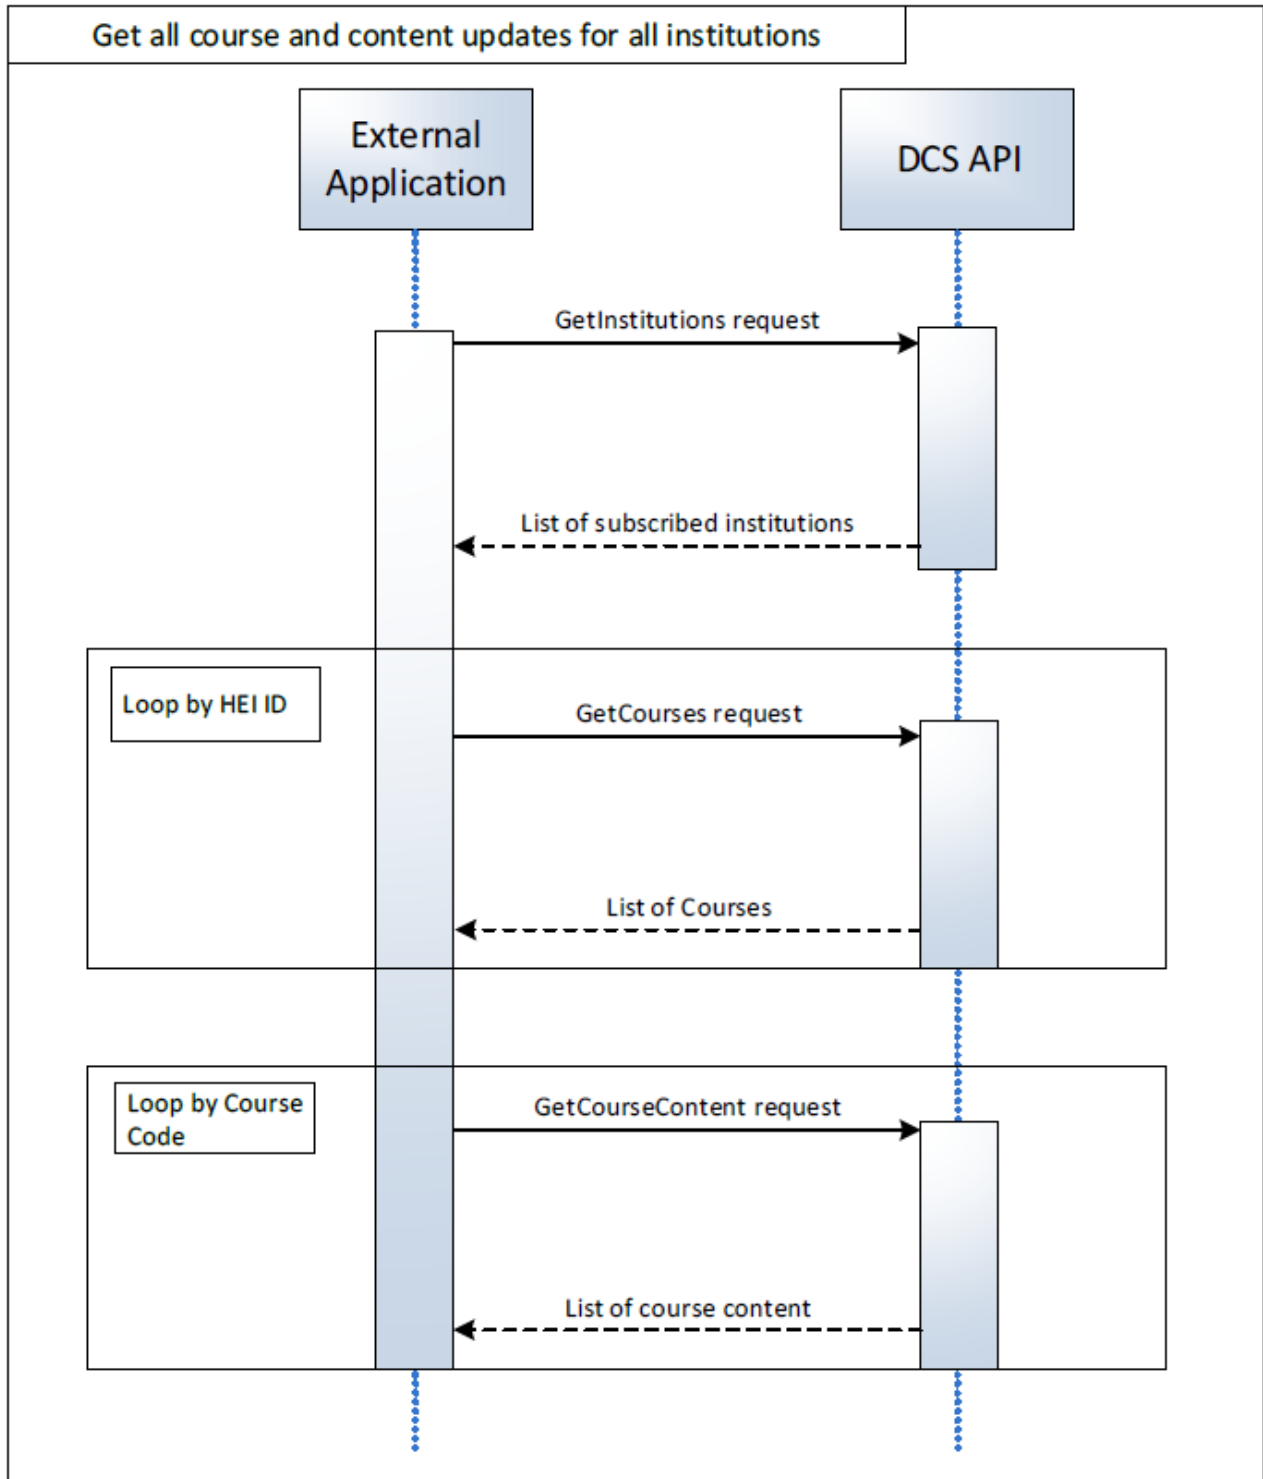 Get all course and content updates for all institutions
External
Application
DCS API
GetInstitutions request
List of subscribed institutions
Loop by HEI ID
GetCourses request
List of Courses
Loop by Course
Code
GetCourseContent request
List of course content